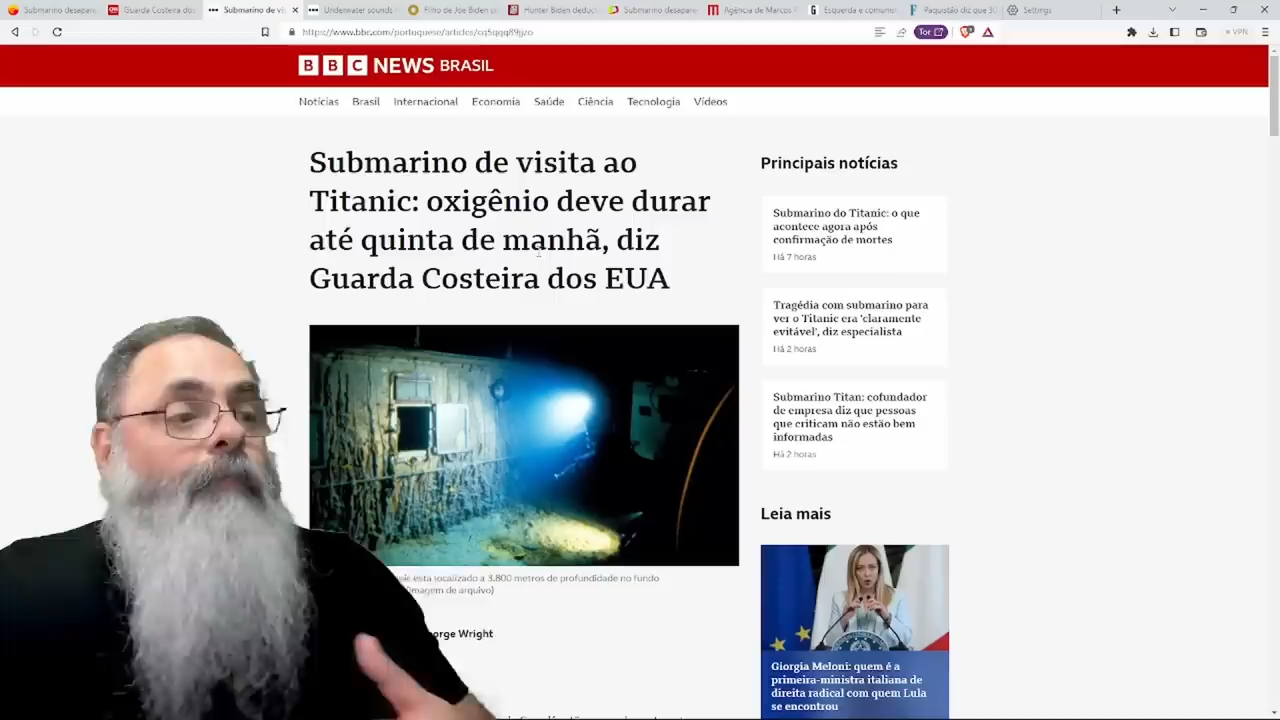 Submarino desapare
Guarda Costeira dos
Submarino de vis
Underwater sounds
Filho de Joe Biden
Hunter Biden deduc
Submarino desapare
Agência de Marcos
Esquerda e comunis
Paquistão diz que 30
Settings
https://www.bbc.com/portuguese/articles/
Tor
VPN
BBC NEWS BRASIL
Notícias Brasil Internacional Economia Saúde Ciência Tecnologia Vídeos
Submarino de visita ao
Titanic: oxigênio deve durar
até quinta de manhã, diz
Guarda Costeira dos EUA
está localizado a 3.800 metros de profundidade no fundo
magem de arquivo)
eorge Wright
Principais notícias
Submarino do Titanic: o que
acontece agora após
confirmação de mortes
Há 7 horas
Tragédia com submarino para
ver o Titanic era 'claramente
evitável', diz especialista
Há 2 horas
Submarino Titan: cofundador
de empresa diz que pessoas
que criticam não estão bem
informadas
Há 2 horas
Leia mais
Giorgia Meloni: quem é a
primeira-ministra italiana de
direita radical com quem Lula
se encontrou